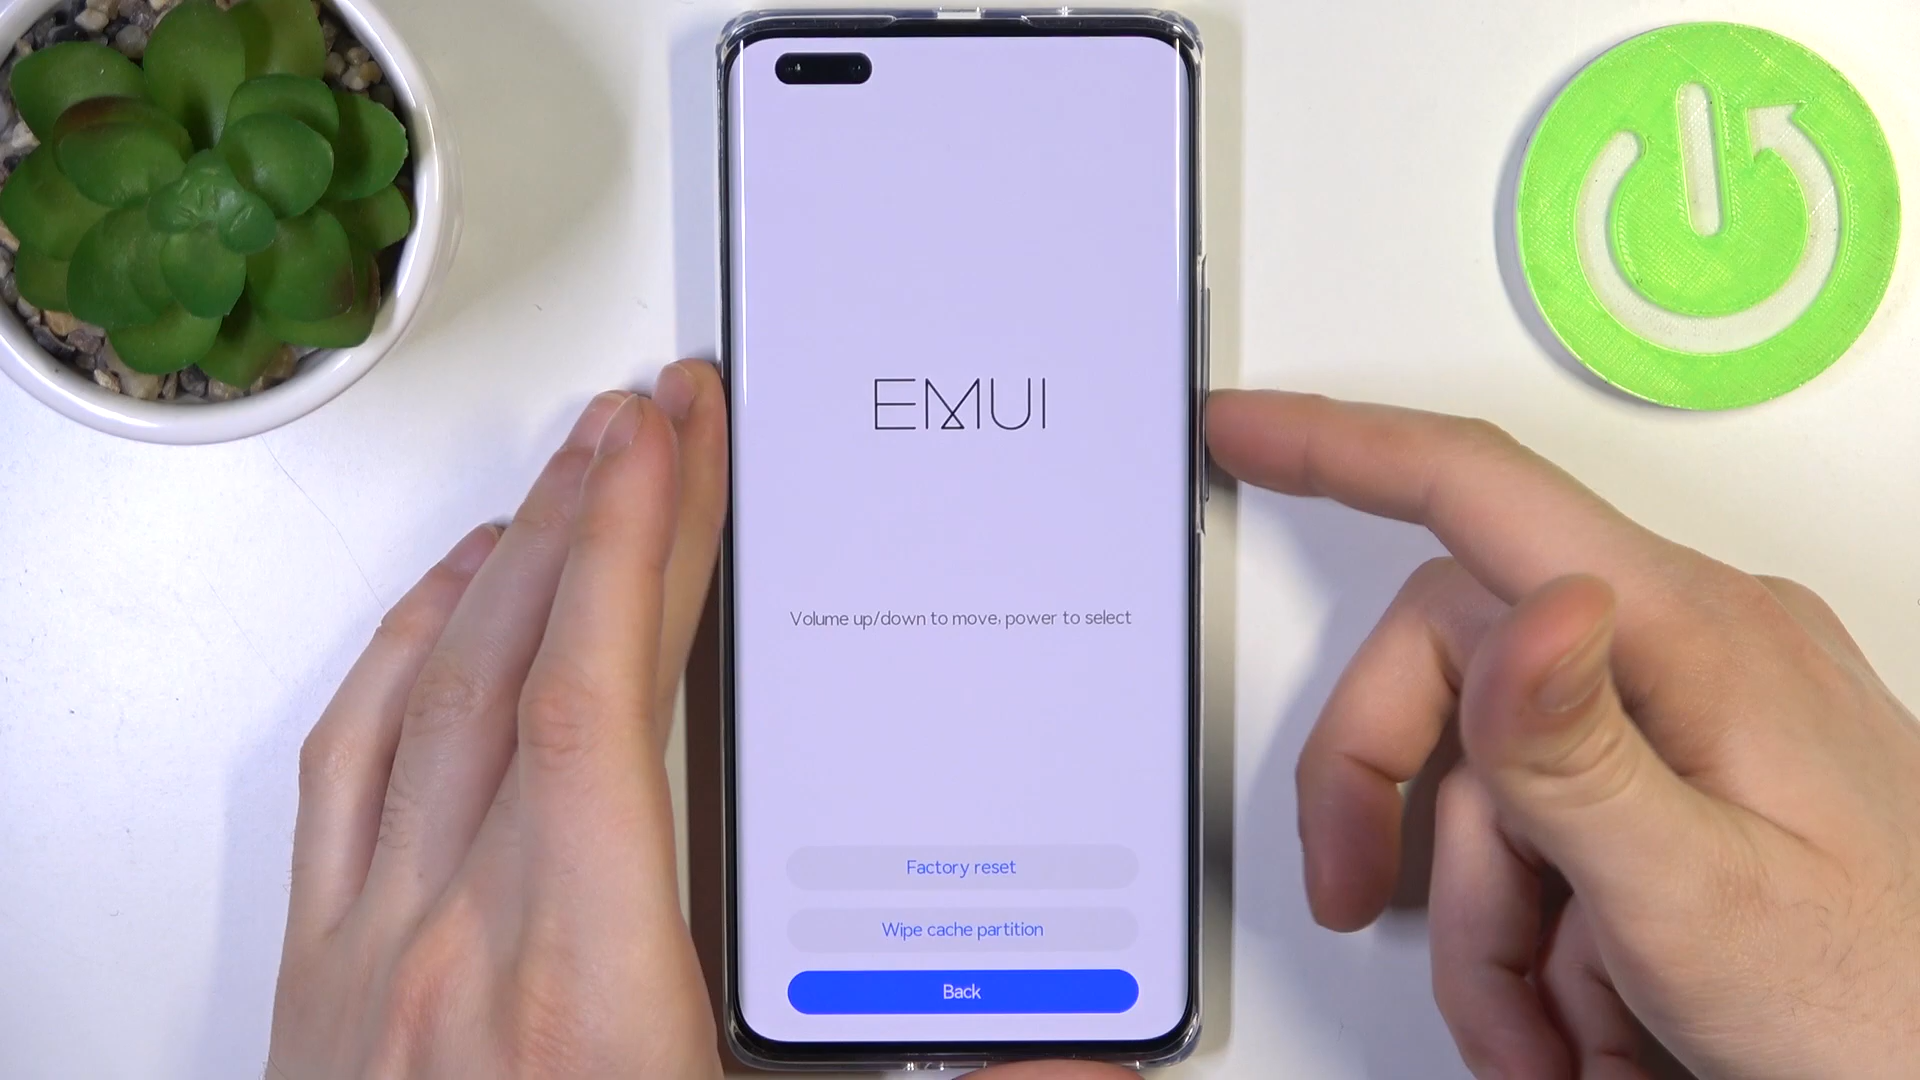 EMUI
Volume up/down to move, power to select
Factory reset
Wipe cache partition
Back